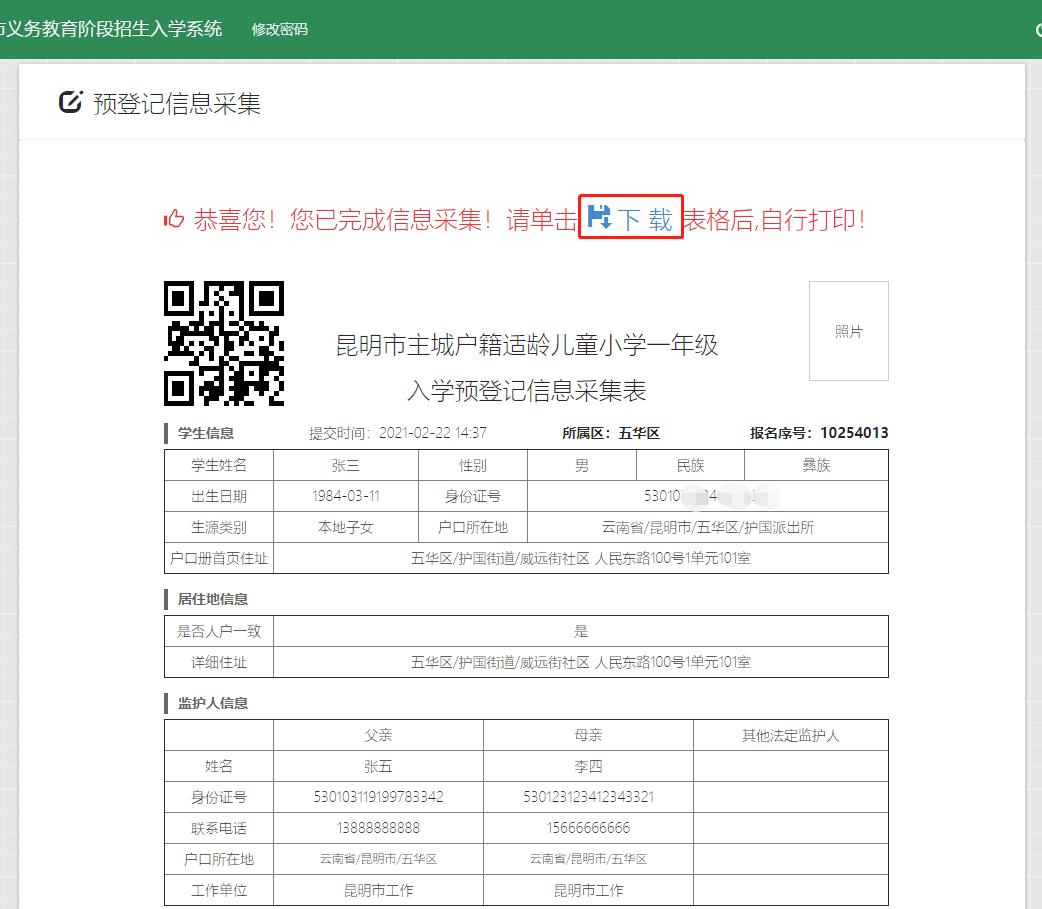 市义务教育阶段招生入学系统 修改密码
预登记信息采集
恭喜您！您已完成信息采集！请单击 下 载 表格后,自行打印！
照片
昆明市主城户籍适龄儿童小学一年级
入学预登记信息采集表
学生信息 提交时间：2021-02-22 14:37 所属区：五华区 报名序号：10254013
学生姓名 张三 性别 男 民族 彝族
出生日期 1984-03-11 身份证号 53010
生源类别 本地子女 户口所在地 云南省/昆明市/五华区/护国派出所
户口册首页住址 五华区/护国街道/威远街社区 人民东路100号1单元101室
居住地信息
是否人户一致 是
详细住址 五华区/护国街道/威远街社区 人民东路100号1单元101室
监护人信息
父亲 母亲 其他法定监护人
姓名 张五 李四
身份证号 530103119199783342 530123123412343321
联系电话 13888888888 15666666666
户口所在地 云南省/昆明市/五华区 云南省/昆明市/五华区
工作单位 昆明市工作 昆明市工作